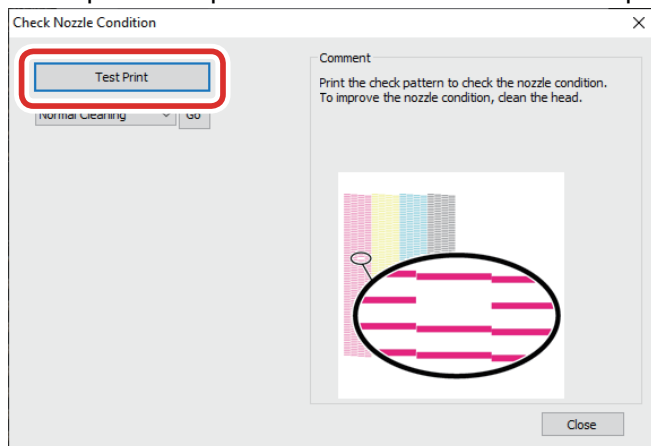 Check Nozzle Condition
Test Print
Normal Cleaning
Go
Comment
Print the check pattern to check the nozzle condition.
To improve the nozzle condition, clean the head.
Close